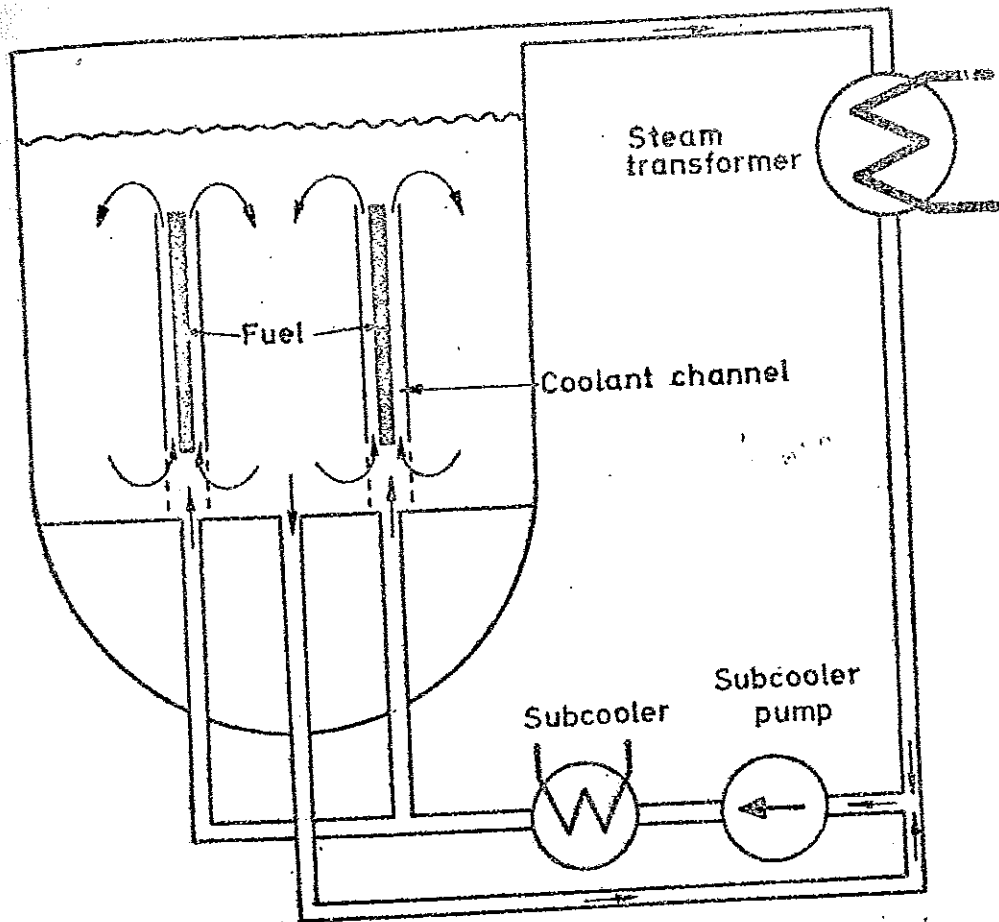 Steam
transformer
Fuel
Coolant channel
Subcooler
pump
Subcooler